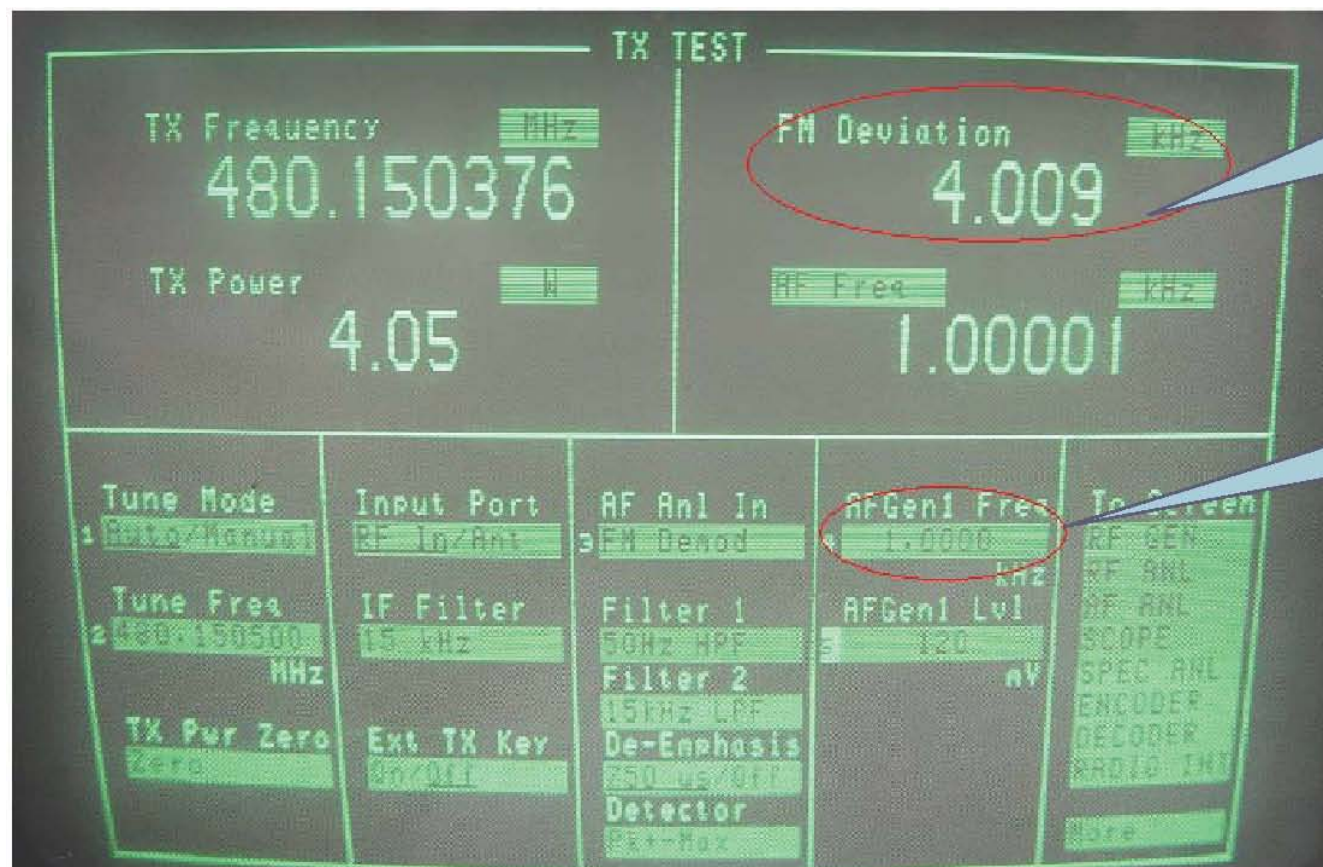 TX TEST
TX Frequency MHz
480.150376
FM Deviation kHz
4.009
TX Power W
4.05
AF Freq kHz
1.00001
Tune Mode
1 Auto/Manual
Tune Freq
2 480.150500
MHz
TX Pwr Zero
Zero
Input Port
RF In/Ant
IF Filter
15 kHz
Ext TX Key
On/Off
AF Anl In
3 FM Demod
Filter 1
50Hz HPF
Filter 2
15kHz LPF
De-Emphasis
750 us/Off
Detector
Pk+-Max
AFGen1 Freq
4 1.0000
kHz
AFGen1 Lvl
5 120
mV
To Screen
RF GEN
RF ANL
AF ANL
SCOPE
SPEC ANL
ENCODER
DECODER
RADIO INT
More